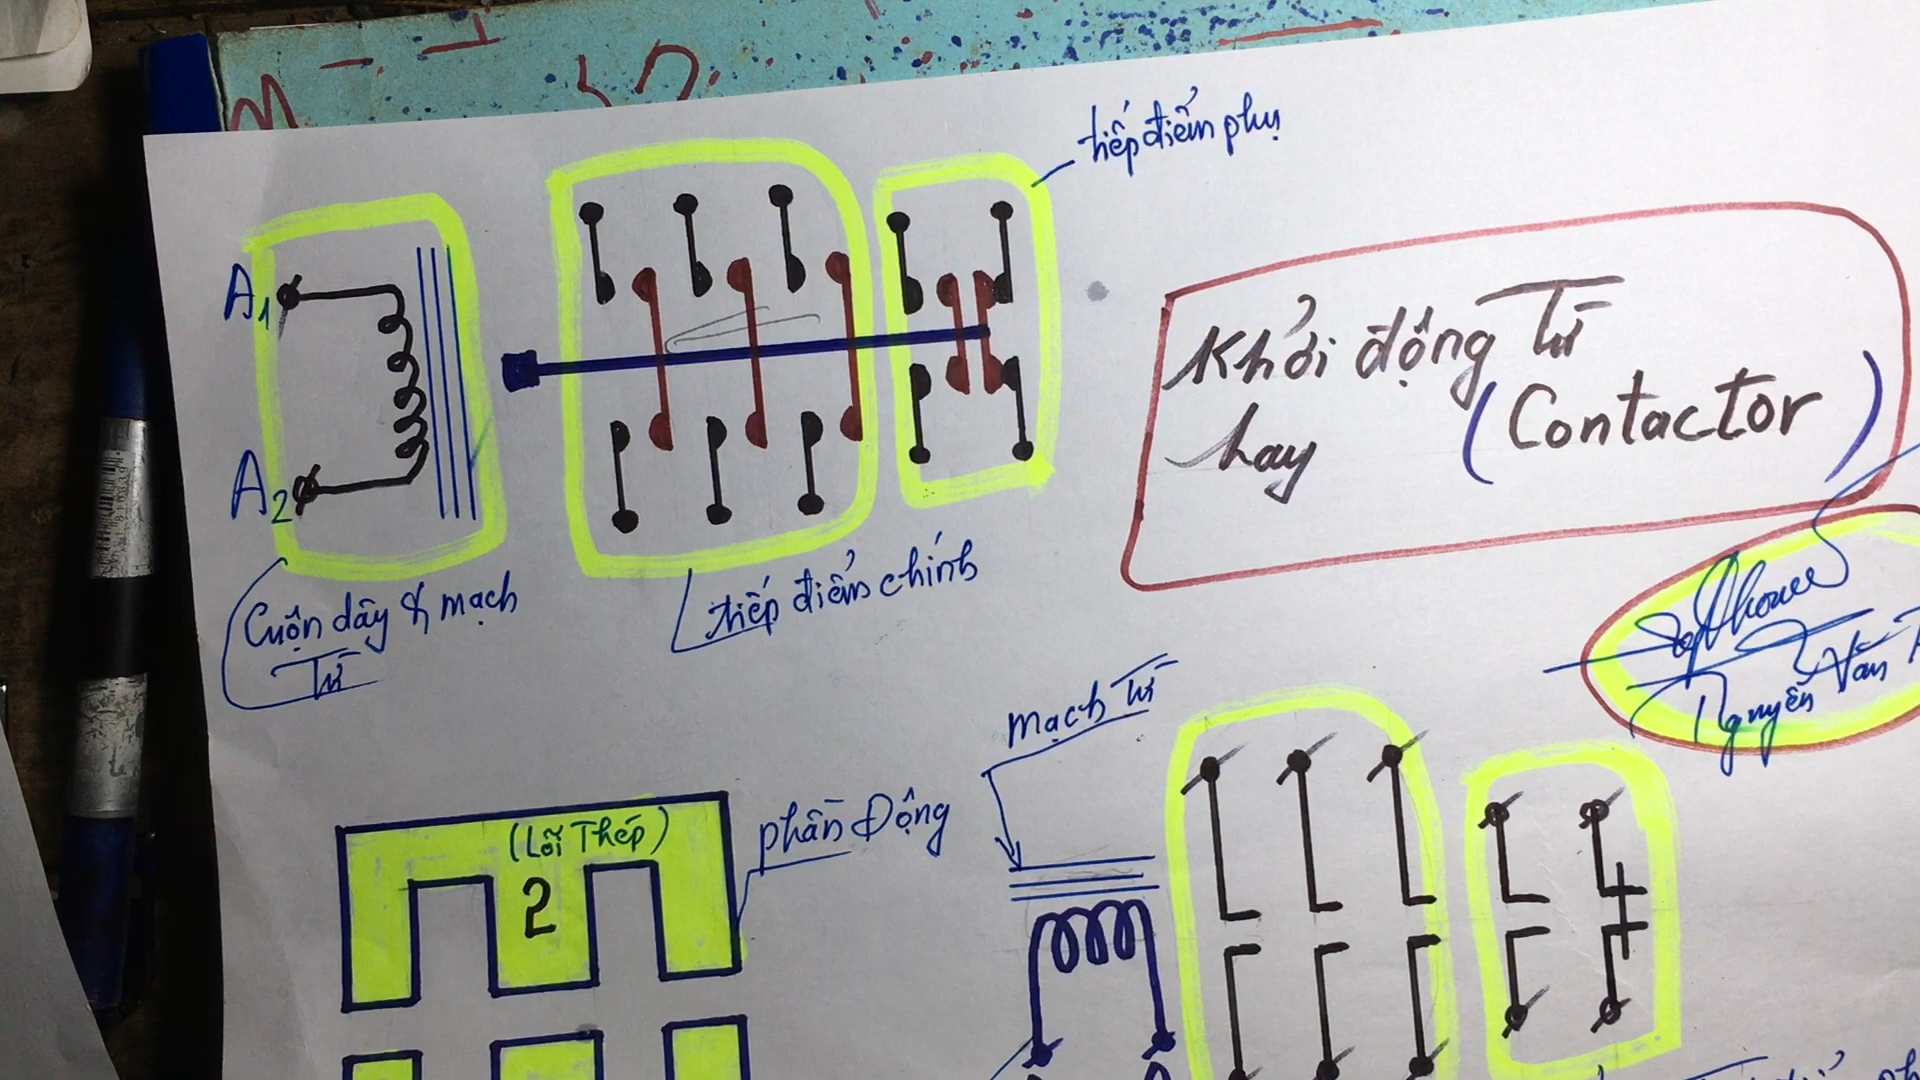 tiếp điểm phụ
A1
A2
Khởi động Từ
hay (Contactor)
Cuộn dây & mạch
Từ
tiếp điểm chính
Nguyễn Văn
Mạch Từ
(Lõi Thép)
2
phần Động